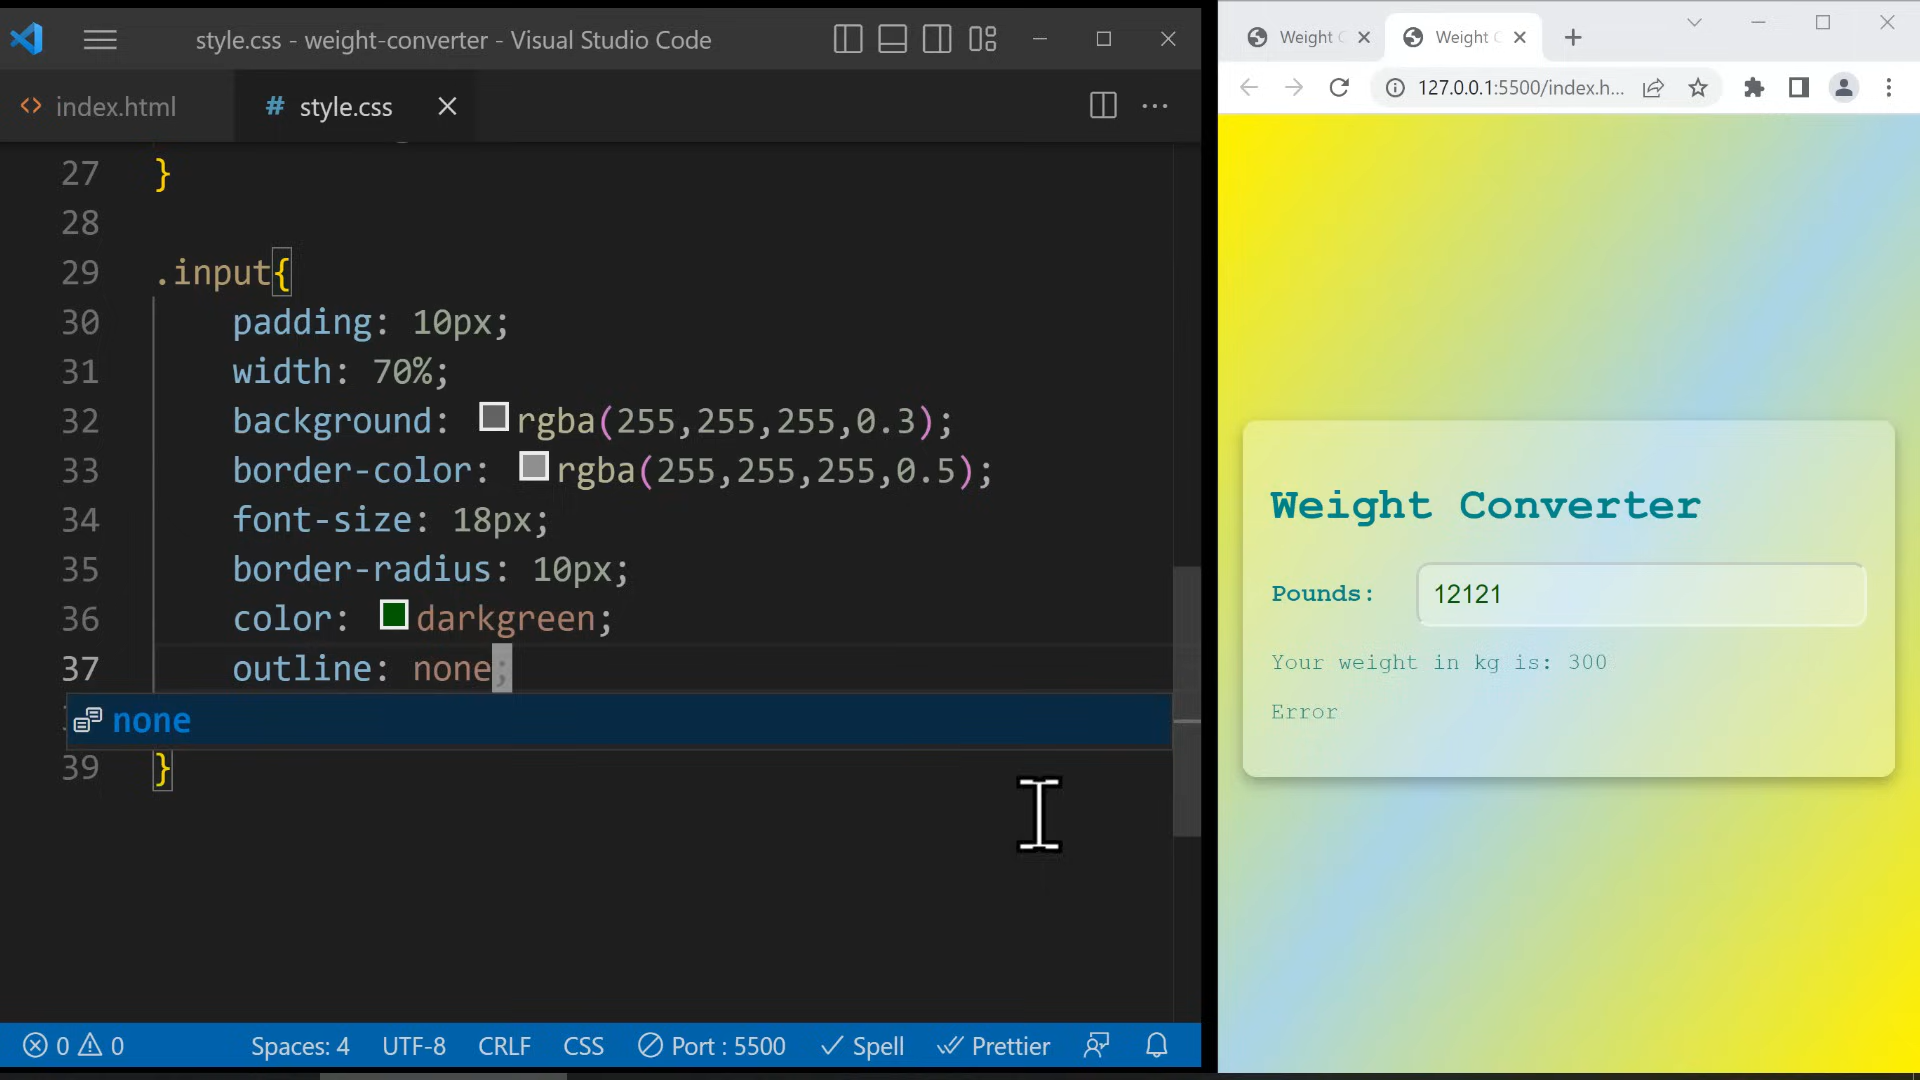 style.css - weight-converter - Visual Studio Code
index.html
style.css
27 }
28
29 .input{
30 padding: 10px;
31 width: 70%;
32 background: rgba(255,255,255,0.3);
33 border-color: rgba(255,255,255,0.5);
34 font-size: 18px;
35 border-radius: 10px;
36 color: darkgreen;
37 outline: none;
none
39 }
0 0 Spaces: 4 UTF-8 CRLF CSS Port : 5500 Spell Prettier
Weight C
Weight C
127.0.0.1:5500/index.h...
Weight Converter
Pounds: 12121
Your weight in kg is: 300
Error